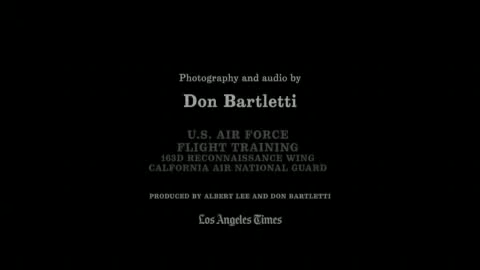 Photography and audio by
Don Bartletti
U.S. AIR FORCE
FLIGHT TRAINING
163D RECONNAISSANCE WING
CALFORNIA AIR NATIONAL GUARD
PRODUCED BY ALBERT LEE AND DON BARTLETTI
Los Angeles Times